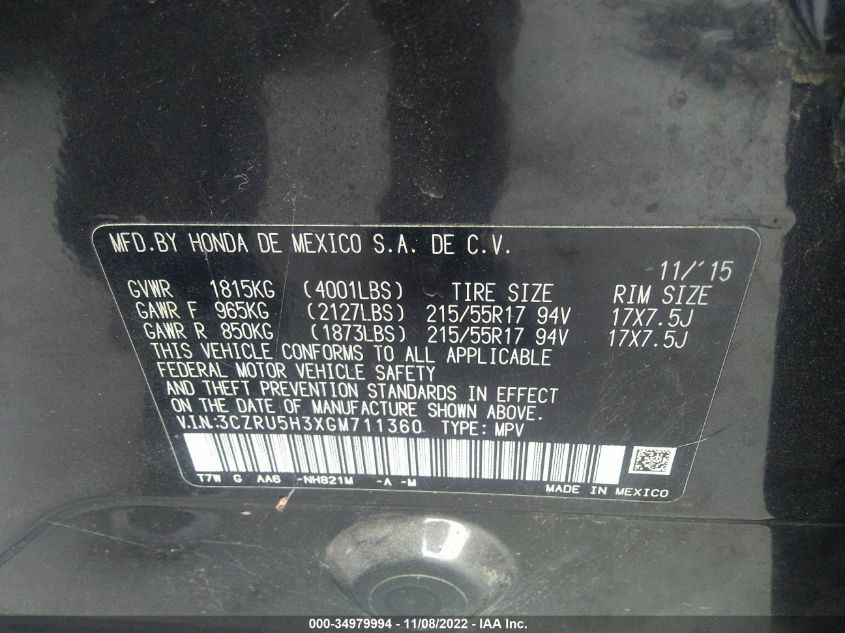 MFD.BY HONDA DE MEXICO S.A. DE C.V.
11/'15
GVWR 1815KG (4001LBS) TIRE SIZE RIM SIZE
GAWR F 965KG (2127LBS) 215/55R17 94V 17X7.5J
GAWR R 850KG (1873LBS) 215/55R17 94V 17X7.5J
THIS VEHICLE CONFORMS TO ALL APPLICABLE
FEDERAL MOTOR VEHICLE SAFETY
AND THEFT PREVENTION STANDARDS IN EFFECT
ON THE DATE OF MANUFACTURE SHOWN ABOVE.
V.I.N:3CZRU5H3XGM711360 TYPE: MPV
T7W G AA6 -NH821M -A -M
MADE IN MEXICO
000-34979994 - 11/08/2022 - IAA Inc.